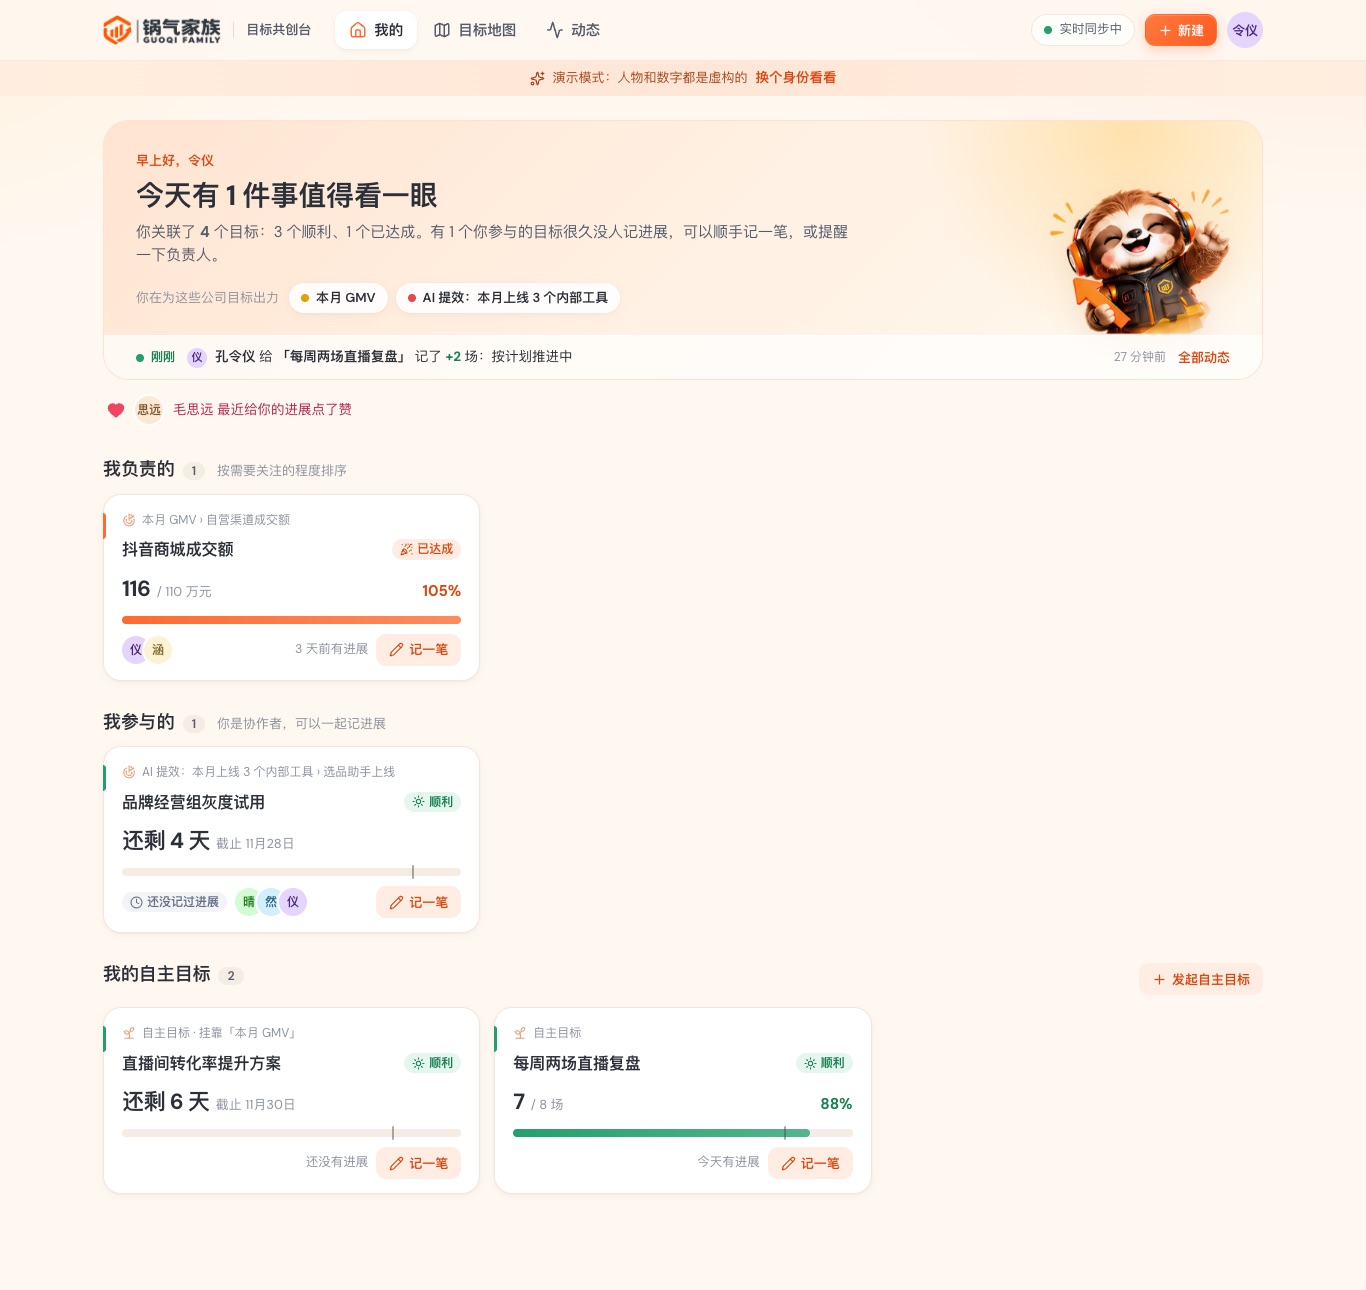 锅气家族
GUOQI FAMILY
目标共创台
我的
目标地图
动态
实时同步中
+ 新建
令仪
演示模式：人物和数字都是虚构的 换个身份看看
早上好，令仪
今天有 1 件事值得看一眼
你关联了 4 个目标：3 个顺利、1 个已达成。有 1 个你参与的目标很久没人记进展，可以顺手记一笔，或提醒
一下负责人。
你在为这些公司目标出力
本月 GMV
AI 提效：本月上线 3 个内部工具
刚刚 仪 孔令仪 给 「每周两场直播复盘」 记了 +2 场：按计划推进中
27 分钟前 全部动态
思远 毛思远 最近给你的进展点了赞
我负责的 1 按需要关注的程度排序
本月 GMV › 自营渠道成交额
抖音商城成交额
已达成
116 / 110 万元
105%
仪 涵
3 天前有进展
记一笔
我参与的 1 你是协作者，可以一起记进展
AI 提效：本月上线 3 个内部工具 › 选品助手上线
品牌经营组灰度试用
顺利
还剩 4 天 截止 11月28日
还没记过进展
晴 然 仪
记一笔
我的自主目标 2
+ 发起自主目标
自主目标 · 挂靠「本月 GMV」
直播间转化率提升方案
顺利
还剩 6 天 截止 11月30日
还没有进展
记一笔
自主目标
每周两场直播复盘
顺利
7 / 8 场
88%
今天有进展
记一笔